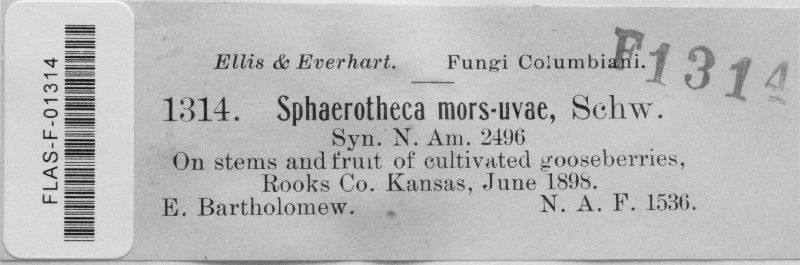 FLAS-F-01314
Ellis & Everhart. Fungi Columbiani.
F1314
1314. Sphaerotheca mors-uvae, Schw.
Syn. N. Am. 2496
On stems and fruit of cultivated gooseberries,
Rooks Co. Kansas, June 1898.
E. Bartholomew. N. A. F. 1536.